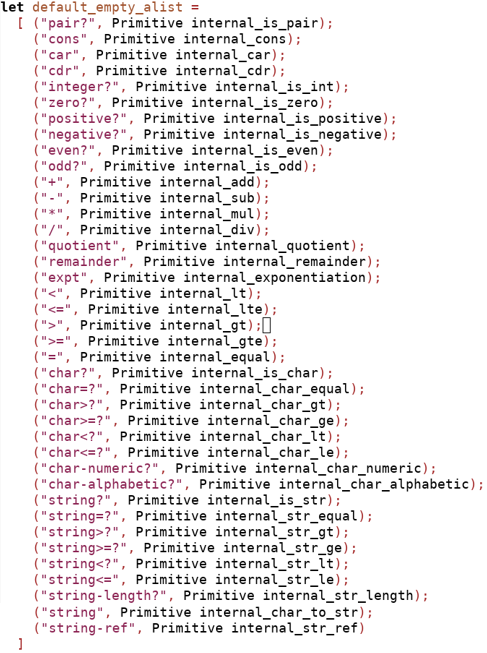 let default_empty_alist =
  [ ("pair?", Primitive internal_is_pair);
    ("cons", Primitive internal_cons);
    ("car", Primitive internal_car);
    ("cdr", Primitive internal_cdr);
    ("integer?", Primitive internal_is_int);
    ("zero?", Primitive internal_is_zero);
    ("positive?", Primitive internal_is_positive);
    ("negative?", Primitive internal_is_negative);
    ("even?", Primitive internal_is_even);
    ("odd?", Primitive internal_is_odd);
    ("+", Primitive internal_add);
    ("-", Primitive internal_sub);
    ("*", Primitive internal_mul);
    ("/", Primitive internal_div);
    ("quotient", Primitive internal_quotient);
    ("remainder", Primitive internal_remainder);
    ("expt", Primitive internal_exponentiation);
    ("<", Primitive internal_lt);
    ("<=", Primitive internal_lte);
    (">", Primitive internal_gt);
    (">=", Primitive internal_gte);
    ("=", Primitive internal_equal);
    ("char?", Primitive internal_is_char);
    ("char=?", Primitive internal_char_equal);
    ("char>?", Primitive internal_char_gt);
    ("char>=?", Primitive internal_char_ge);
    ("char<?", Primitive internal_char_lt);
    ("char<=?", Primitive internal_char_le);
    ("char-numeric?", Primitive internal_char_numeric);
    ("char-alphabetic?", Primitive internal_char_alphabetic);
    ("string?", Primitive internal_is_str);
    ("string=?", Primitive internal_str_equal);
    ("string>?", Primitive internal_str_gt);
    ("string>=?", Primitive internal_str_ge);
    ("string<?", Primitive internal_str_lt);
    ("string<=", Primitive internal_str_le);
    ("string-length?", Primitive internal_str_length);
    ("string", Primitive internal_char_to_str);
    ("string-ref", Primitive internal_str_ref)
  ]